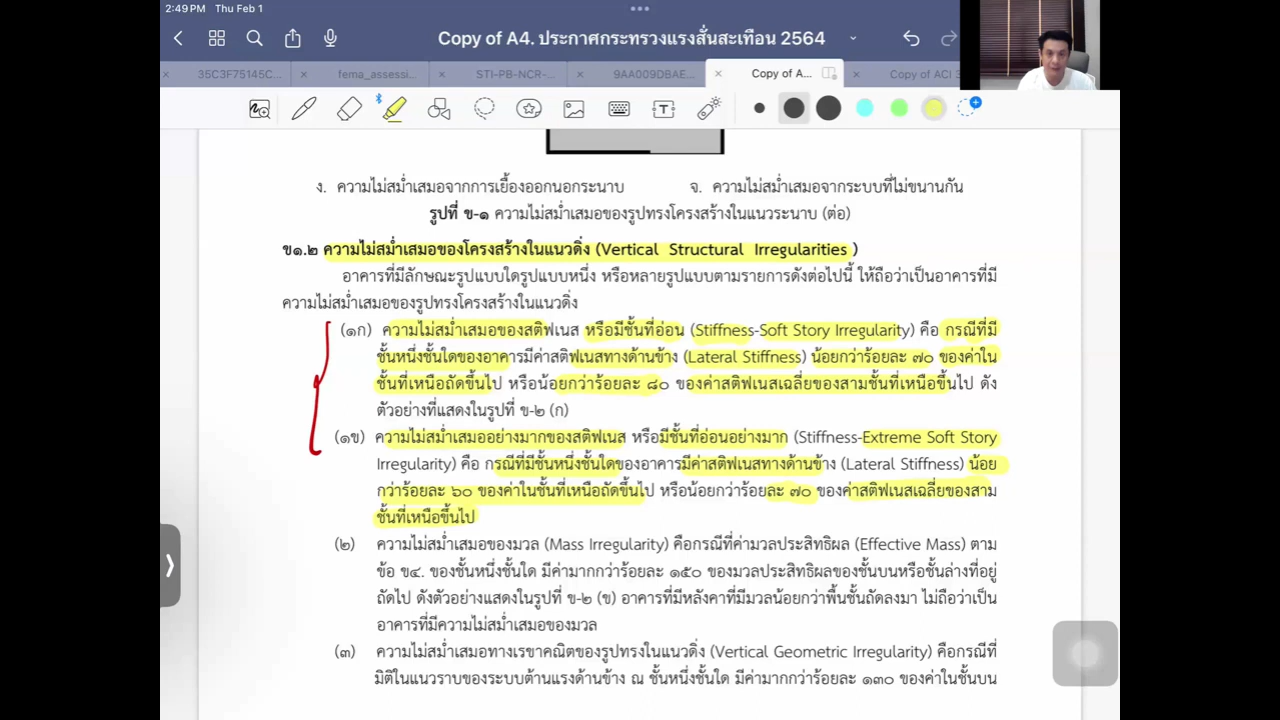 2:49 PM Thu Feb 1
Copy of A4. ประกาศกระทรวงแรงสั่นสะเทือน 2564
35C3F75145C... fema_assessi... STI-PB-NCR-... 9AA009DBAE... Copy of A... Copy of ACI 3
ง. ความไม่สม่ำเสมอจากการเยื้องออกนอกระนาบ จ. ความไม่สม่ำเสมอจากระบบที่ไม่ขนานกัน
รูปที่ ข-๑ ความไม่สม่ำเสมอของรูปทรงโครงสร้างในแนวระนาบ (ต่อ)
ข๑.๒ ความไม่สม่ำเสมอของโครงสร้างในแนวดิ่ง (Vertical Structural Irregularities )
อาคารที่มีลักษณะรูปแบบใดรูปแบบหนึ่ง หรือหลายรูปแบบตามรายการดังต่อไปนี้ ให้ถือว่าเป็นอาคารที่มี
ความไม่สม่ำเสมอของรูปทรงโครงสร้างในแนวดิ่ง
(๑ก) ความไม่สม่ำเสมอของสติฟเนส หรือมีชั้นที่อ่อน (Stiffness-Soft Story Irregularity) คือ กรณีที่มี
ชั้นหนึ่งชั้นใดของอาคารมีค่าสติฟเนสทางด้านข้าง (Lateral Stiffness) น้อยกว่าร้อยละ ๗๐ ของค่าใน
ชั้นที่เหนือถัดขึ้นไป หรือน้อยกว่าร้อยละ ๘๐ ของค่าสติฟเนสเฉลี่ยของสามชั้นที่เหนือขึ้นไป ดัง
ตัวอย่างที่แสดงในรูปที่ ข-๒ (ก)
(๑ข) ความไม่สม่ำเสมออย่างมากของสติฟเนส หรือมีชั้นที่อ่อนอย่างมาก (Stiffness-Extreme Soft Story
Irregularity) คือ กรณีที่มีชั้นหนึ่งชั้นใดของอาคารมีค่าสติฟเนสทางด้านข้าง (Lateral Stiffness) น้อย
กว่าร้อยละ ๖๐ ของค่าในชั้นที่เหนือถัดขึ้นไป หรือน้อยกว่าร้อยละ ๗๐ ของค่าสติฟเนสเฉลี่ยของสาม
ชั้นที่เหนือขึ้นไป
(๒) ความไม่สม่ำเสมอของมวล (Mass Irregularity) คือกรณีที่ค่ามวลประสิทธิผล (Effective Mass) ตาม
ข้อ ข๔. ของชั้นหนึ่งชั้นใด มีค่ามากกว่าร้อยละ ๑๕๐ ของมวลประสิทธิผลของชั้นบนหรือชั้นล่างที่อยู่
ถัดไป ดังตัวอย่างแสดงในรูปที่ ข-๒ (ข) อาคารที่มีหลังคาที่มีมวลน้อยกว่าพื้นชั้นถัดลงมา ไม่ถือว่าเป็น
อาคารที่มีความไม่สม่ำเสมอของมวล
(๓) ความไม่สม่ำเสมอทางเรขาคณิตของรูปทรงในแนวดิ่ง (Vertical Geometric Irregularity) คือกรณีที่
มิติในแนวราบของระบบต้านแรงด้านข้าง ณ ชั้นหนึ่งชั้นใด มีค่ามากกว่าร้อยละ ๑๓๐ ของค่าในชั้นบน